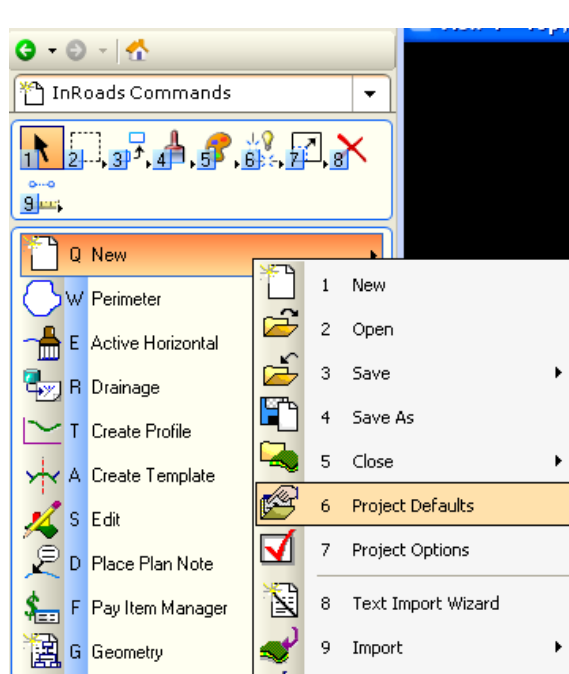 InRoads Commands
1 2 3 4 5 6 7 8
9
Q New
W Perimeter
E Active Horizontal
R Drainage
T Create Profile
A Create Template
S Edit
D Place Plan Note
F Pay Item Manager
G Geometry
1 New
2 Open
3 Save
4 Save As
5 Close
6 Project Defaults
7 Project Options
8 Text Import Wizard
9 Import